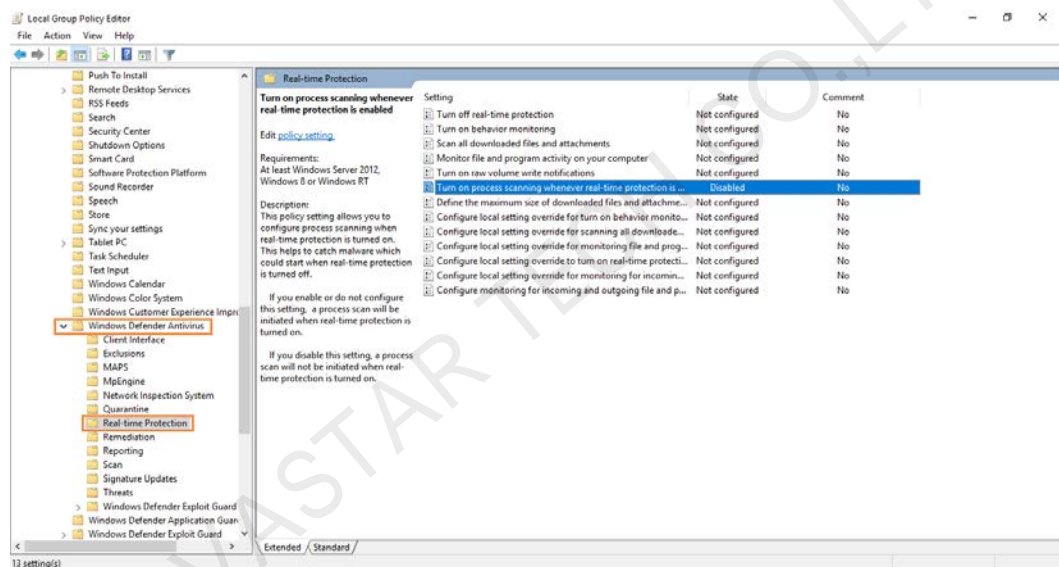 Local Group Policy Editor
File Action View Help
Push To Install
Remote Desktop Services
RSS Feeds
Search
Security Center
Shutdown Options
Smart Card
Software Protection Platform
Sound Recorder
Speech
Store
Sync your settings
Tablet PC
Task Scheduler
Text Input
Windows Calendar
Windows Color System
Windows Customer Experience Impr
Windows Defender Antivirus
Client Interface
Exclusions
MAPS
MpEngine
Network Inspection System
Quarantine
Real-time Protection
Remediation
Reporting
Scan
Signature Updates
Threats
Windows Defender Exploit Guard
Windows Defender Application Guar
Windows Defender Exploit Guard
Real-time Protection
Turn on process scanning whenever
real-time protection is enabled
Edit policy setting
Requirements:
At least Windows Server 2012,
Windows 8 or Windows RT
Description:
This policy setting allows you to
configure process scanning when
real-time protection is turned on.
This helps to catch malware which
could start when real-time protection
is turned off.
If you enable or do not configure
this setting, a process scan will be
initiated when real-time protection is
turned on.
If you disable this setting, a process
scan will not be initiated when real-
time protection is turned on.
Setting State Comment
Turn off real-time protection Not configured No
Turn on behavior monitoring Not configured No
Scan all downloaded files and attachments Not configured No
Monitor file and program activity on your computer Not configured No
Turn on raw volume write notifications Not configured No
Turn on process scanning whenever real-time protection is ... Disabled No
Define the maximum size of downloaded files and attachme... Not configured No
Configure local setting override for turn on behavior monito... Not configured No
Configure local setting override for scanning all downloade... Not configured No
Configure local setting override for monitoring file and prog... Not configured No
Configure local setting override to turn on real-time protecti... Not configured No
Configure local setting override for monitoring for incomin... Not configured No
Configure monitoring for incoming and outgoing file and p... Not configured No
Extended Standard
13 setting(s)
VASTAR TECH CO., LT